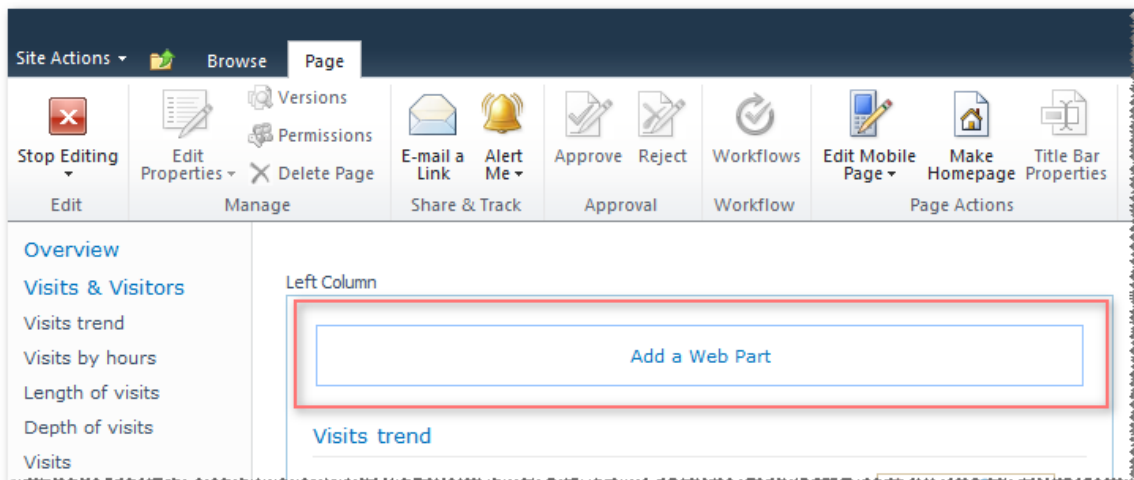 Site Actions Browse Page
Versions
Permissions
Delete Page
Stop Editing
Edit Properties
E-mail a Link
Alert Me
Approve
Reject
Workflows
Edit Mobile Page
Make Homepage
Title Bar Properties
Edit
Manage
Share & Track
Approval
Workflow
Page Actions
Overview
Visits & Visitors
Visits trend
Visits by hours
Length of visits
Depth of visits
Visits
Left Column
Add a Web Part
Visits trend